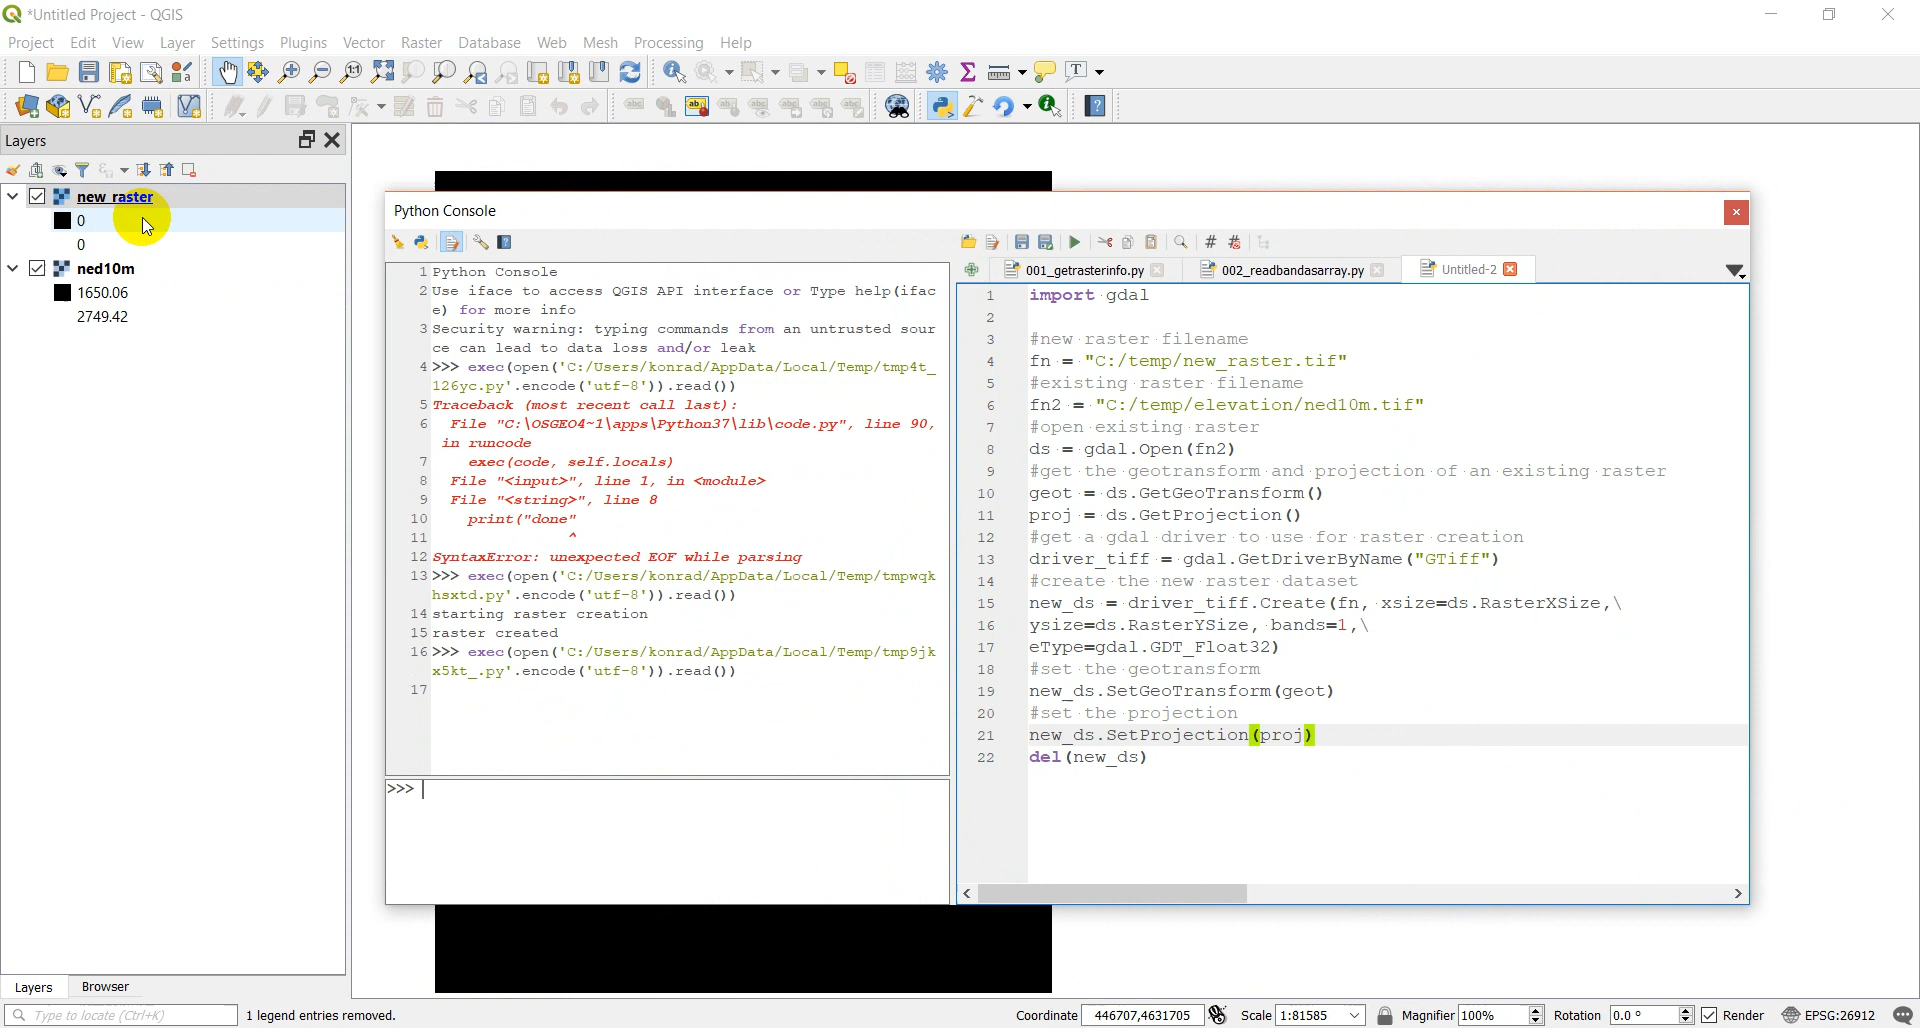 *Untitled Project - QGIS
Project Edit View Layer Settings Plugins Vector Raster Database Web Mesh Processing Help
Layers
new_raster
0
0
ned10m
1650.06
2749.42
Python Console
1 Python Console
2 Use iface to access QGIS API interface or Type help(ifac
e) for more info
3 Security warning: typing commands from an untrusted sour
ce can lead to data loss and/or leak
4 >>> exec(open('C:/Users/konrad/AppData/Local/Temp/tmp4t_
126yc.py'.encode('utf-8')).read())
5 Traceback (most recent call last):
6 File "C:\OSGEO4~1\apps\Python37\lib\code.py", line 90,
in runcode
7 exec(code, self.locals)
8 File "<input>", line 1, in <module>
9 File "<string>", line 8
10 print("done"
11 ^
12 SyntaxError: unexpected EOF while parsing
13 >>> exec(open('C:/Users/konrad/AppData/Local/Temp/tmpwqk
hsxtd.py'.encode('utf-8')).read())
14 starting raster creation
15 raster created
16 >>> exec(open('C:/Users/konrad/AppData/Local/Temp/tmp9jk
x5kt_.py'.encode('utf-8')).read())
17
>>>
001_getrasterinfo.py 002_readbandasarray.py Untitled-2
1 import gdal
2
3 #new raster filename
4 fn = "C:/temp/new_raster.tif"
5 #existing raster filename
6 fn2 = "C:/temp/elevation/ned10m.tif"
7 #open existing raster
8 ds = gdal.Open(fn2)
9 #get the geotransform and projection of an existing raster
10 geot = ds.GetGeoTransform()
11 proj = ds.GetProjection()
12 #get a gdal driver to use for raster creation
13 driver_tiff = gdal.GetDriverByName("GTiff")
14 #create the new raster dataset
15 new_ds = driver_tiff.Create(fn, xsize=ds.RasterXSize,\
16 ysize=ds.RasterYSize, bands=1,\
17 eType=gdal.GDT_Float32)
18 #set the geotransform
19 new_ds.SetGeoTransform(geot)
20 #set the projection
21 new_ds.SetProjection(proj)
22 del(new_ds)
Layers Browser
Type to locate (Ctrl+K) 1 legend entries removed. Coordinate 446707,4631705 Scale 1:81585 Magnifier 100% Rotation 0.0 ° Render EPSG:26912